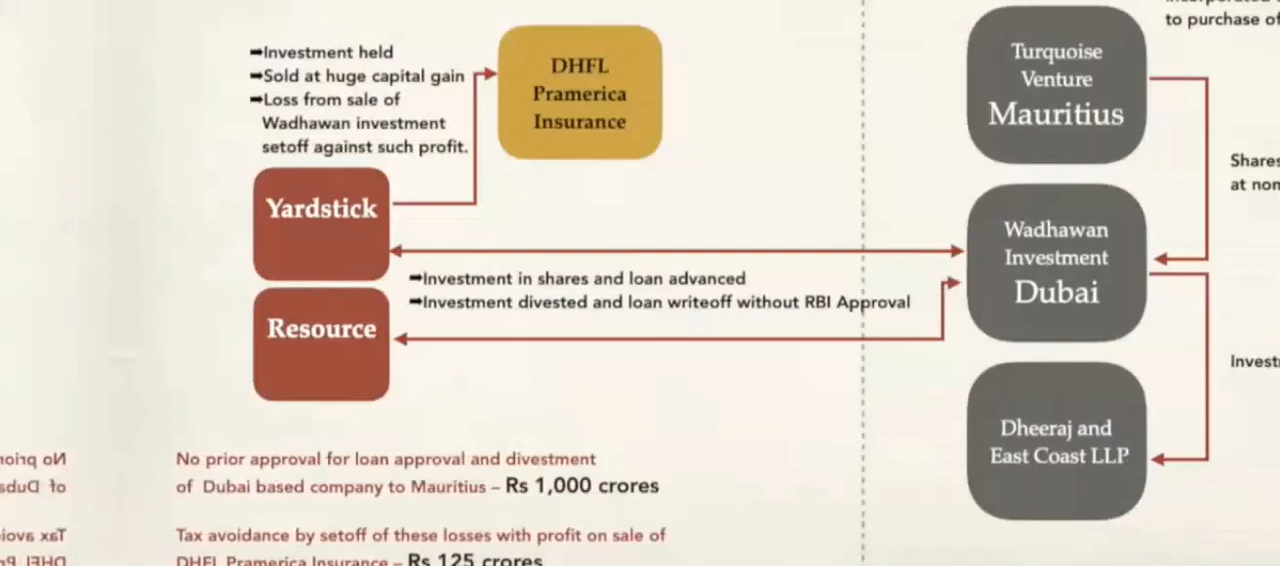 to purchase of
➡Investment held
➡Sold at huge capital gain
➡Loss from sale of
Wadhawan investment
setoff against such profit.
DHFL
Pramerica
Insurance
Turquoise
Venture
Mauritius
Shares
at
Yardstick
Wadhawan
Investment
Dubai
➡Investment in shares and loan advanced
➡Investment divested and loan writeoff without RBI Approval
Resource
Dheeraj and
East Coast LLP
No prior approval for loan approval and divestment
of Dubai based company to Mauritius – Rs 1,000 crores
Tax avoidance by setoff of these losses with profit on sale of
DHFL Pramerica Insurance – Rs 125 crores